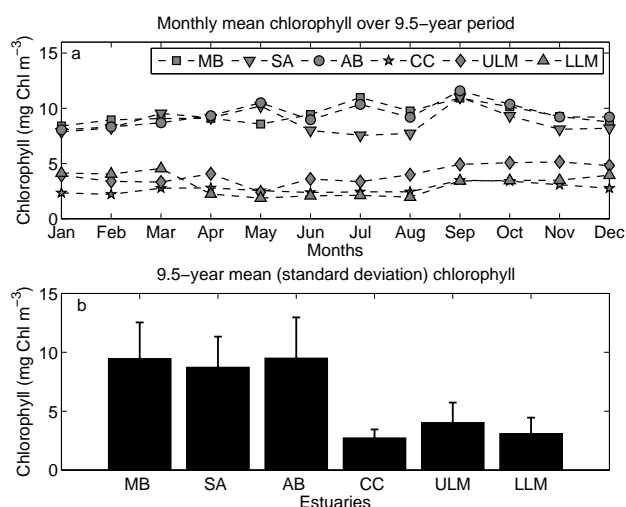 Monthly mean chlorophyll over 9.5−year period
a
MB SA AB CC ULM LLM
15
10
5
0
Chlorophyll (mg Chl m−3)
Jan Feb Mar Apr May Jun Jul Aug Sep Oct Nov Dec
Months
9.5−year mean (standard deviation) chlorophyll
b
15
10
5
0
Chlorophyll (mg Chl m−3)
MB SA AB CC ULM LLM
Estuaries